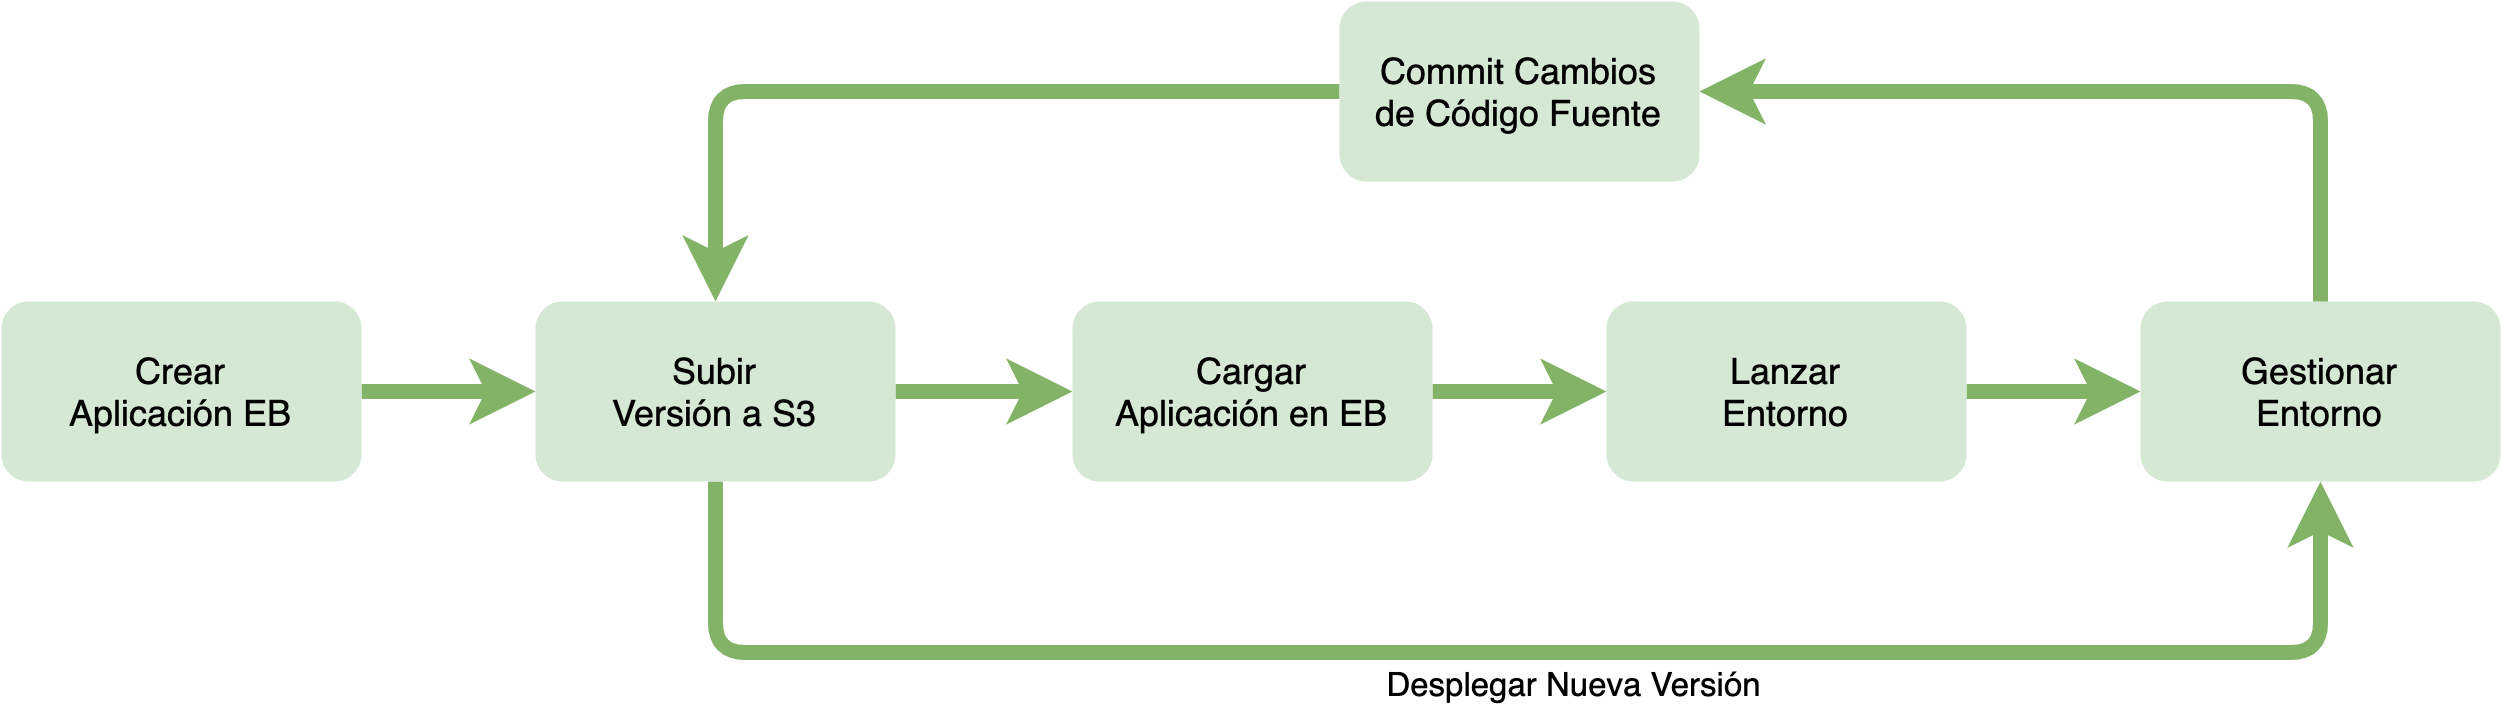 Commit Cambios
de Código Fuente
Crear
Aplicación EB
Subir
Versión a S3
Cargar
Aplicación en EB
Lanzar
Entorno
Gestionar
Entorno
Desplegar Nueva Versión